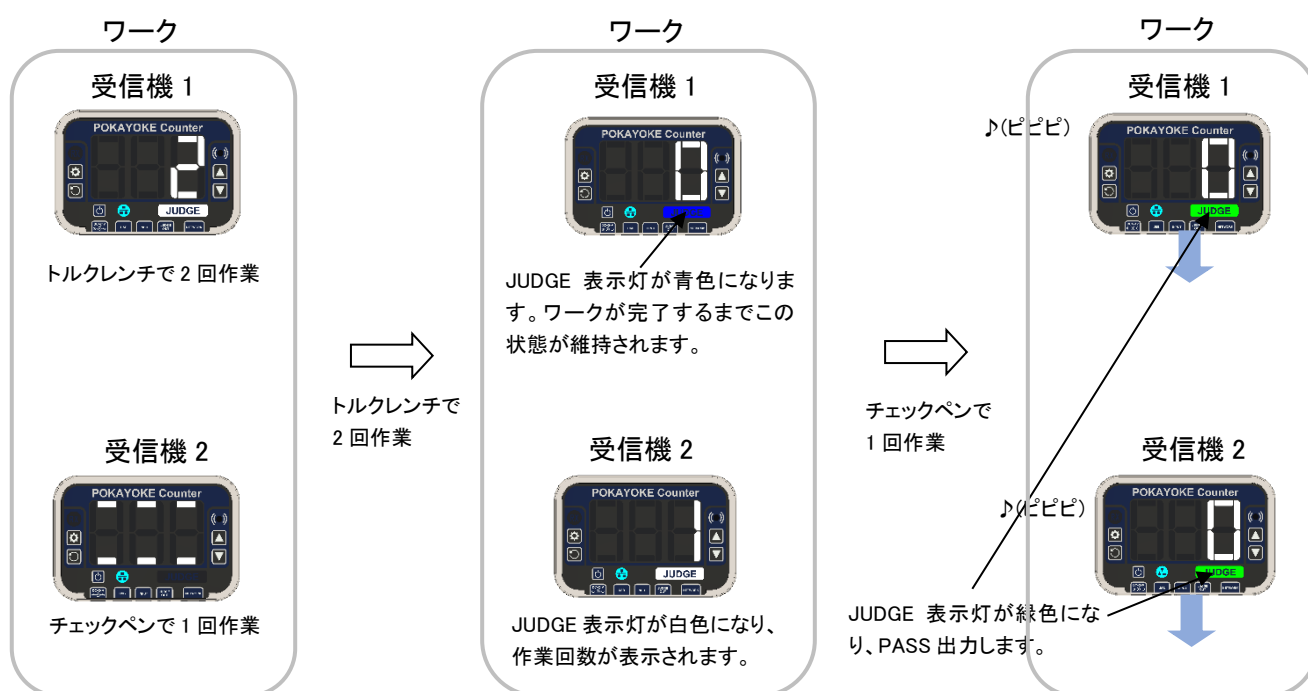 ワーク
受信機 1
POKAYOKE Counter
2
JUDGE
トルクレンチで 2 回作業
受信機 2
POKAYOKE Counter
チェックペンで 1 回作業
トルクレンチで
2 回作業
ワーク
受信機 1
POKAYOKE Counter
0
JUDGE 表示灯が青色になりま
す。ワークが完了するまでこの
状態が維持されます。
受信機 2
POKAYOKE Counter
1
JUDGE
JUDGE 表示灯が白色になり、
作業回数が表示されます。
チェックペンで
1 回作業
ワーク
受信機 1
♪(ピピピ)
POKAYOKE Counter
0
JUDGE
受信機 2
♪(ピピピ)
POKAYOKE Counter
0
JUDGE
JUDGE 表示灯が緑色にな
り、PASS 出力します。